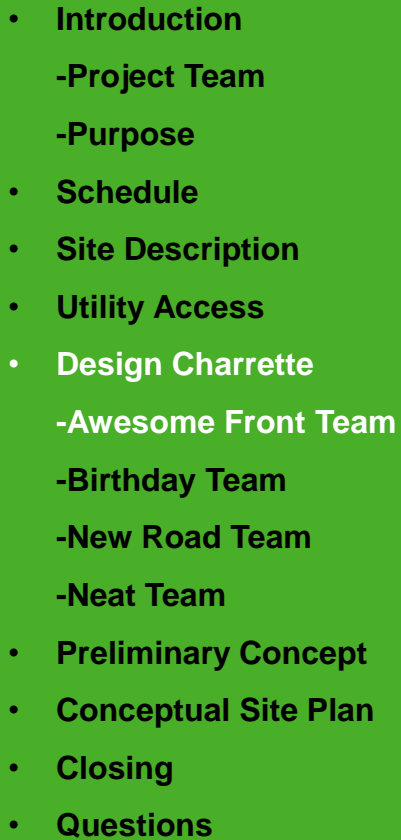 • Introduction
-Project Team
-Purpose
• Schedule
• Site Description
• Utility Access
• Design Charrette
-Awesome Front Team
-Birthday Team
-New Road Team
-Neat Team
• Preliminary Concept
• Conceptual Site Plan
• Closing
• Questions